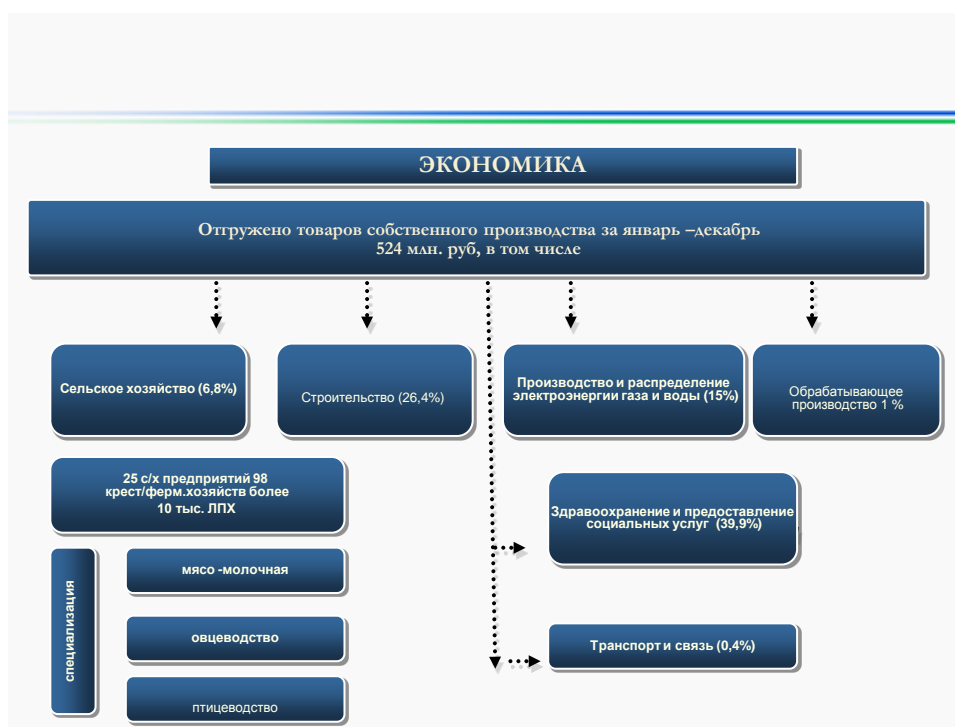 ЭКОНОМИКА
Отгружено товаров собственного производства за январь –декабрь
524 млн. руб, в том числе
Сельское хозяйство (6,8%)
Строительство (26,4%)
Производство и распределение
электроэнергии газа и воды (15%)
Обрабатывающее
производство 1 %
25 с/х предприятий 98
крест/ферм.хозяйств более
10 тыс. ЛПХ
Здравоохранение и предоставление
социальных услуг (39,9%)
специализация
мясо -молочная
овцеводство
Транспорт и связь (0,4%)
птицеводство